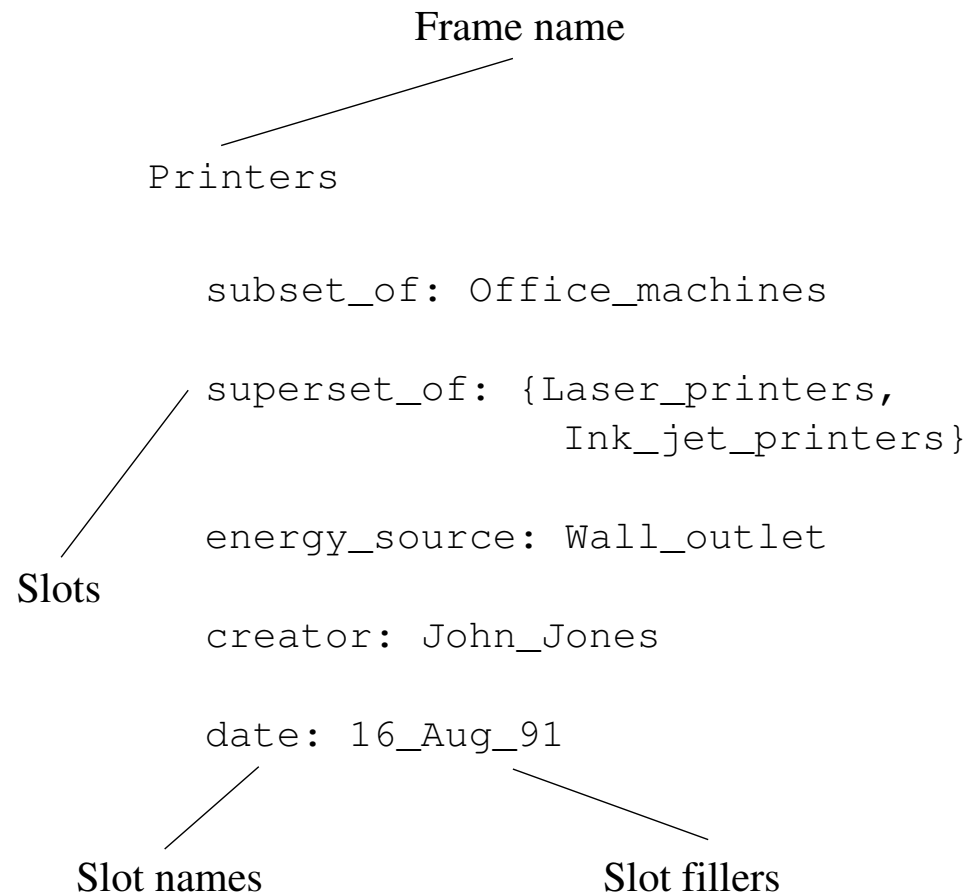 Frame name
Printers
subset_of: Office_machines
superset_of: {Laser_printers,
Ink_jet_printers}
energy_source: Wall_outlet
Slots
creator: John_Jones
date: 16_Aug_91
Slot names
Slot fillers